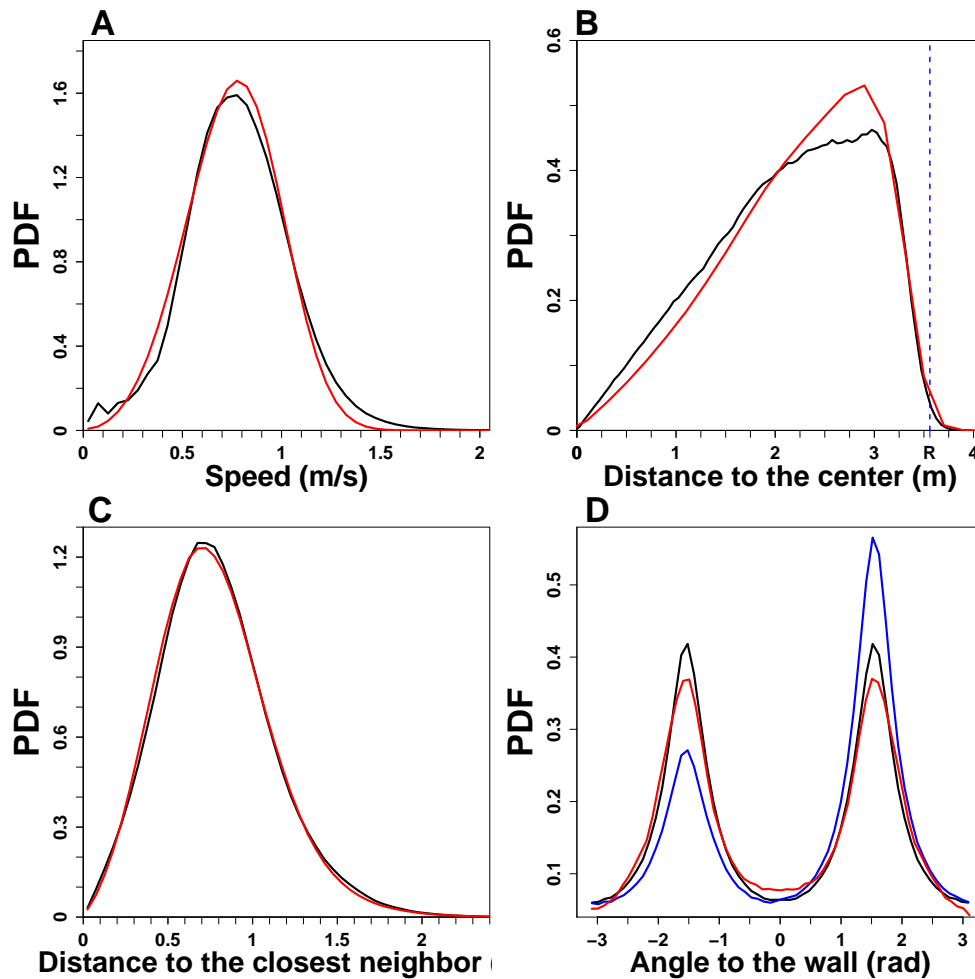 A
PDF
0 0.4 0.8 1.2 1.6
0 0.5 1 1.5 2
Speed (m/s)
B
PDF
0 0.2 0.4 0.6
0 1 2 3 R 4
Distance to the center (m)
C
PDF
0 0.3 0.6 0.9 1.2
0 0.5 1 1.5 2
Distance to the closest neighbor (
D
PDF
0.1 0.2 0.3 0.4 0.5
−3 −2 −1 0 1 2 3
Angle to the wall (rad)